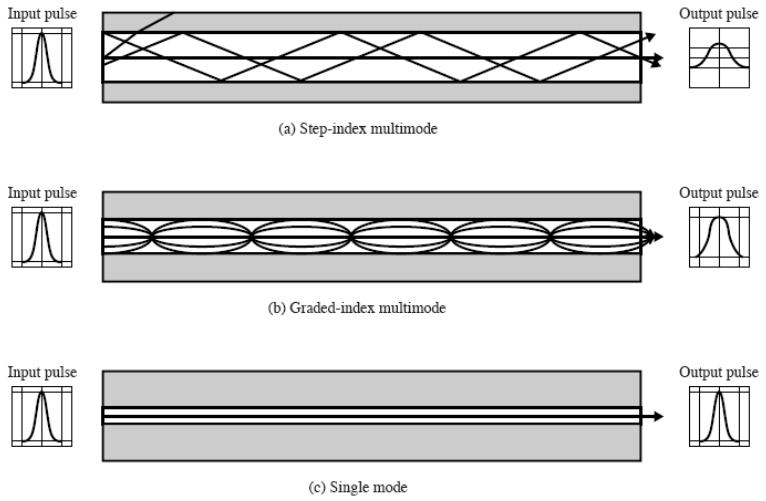 Input pulse
Output pulse
(a) Step-index multimode
Input pulse
Output pulse
(b) Graded-index multimode
Input pulse
Output pulse
(c) Single mode